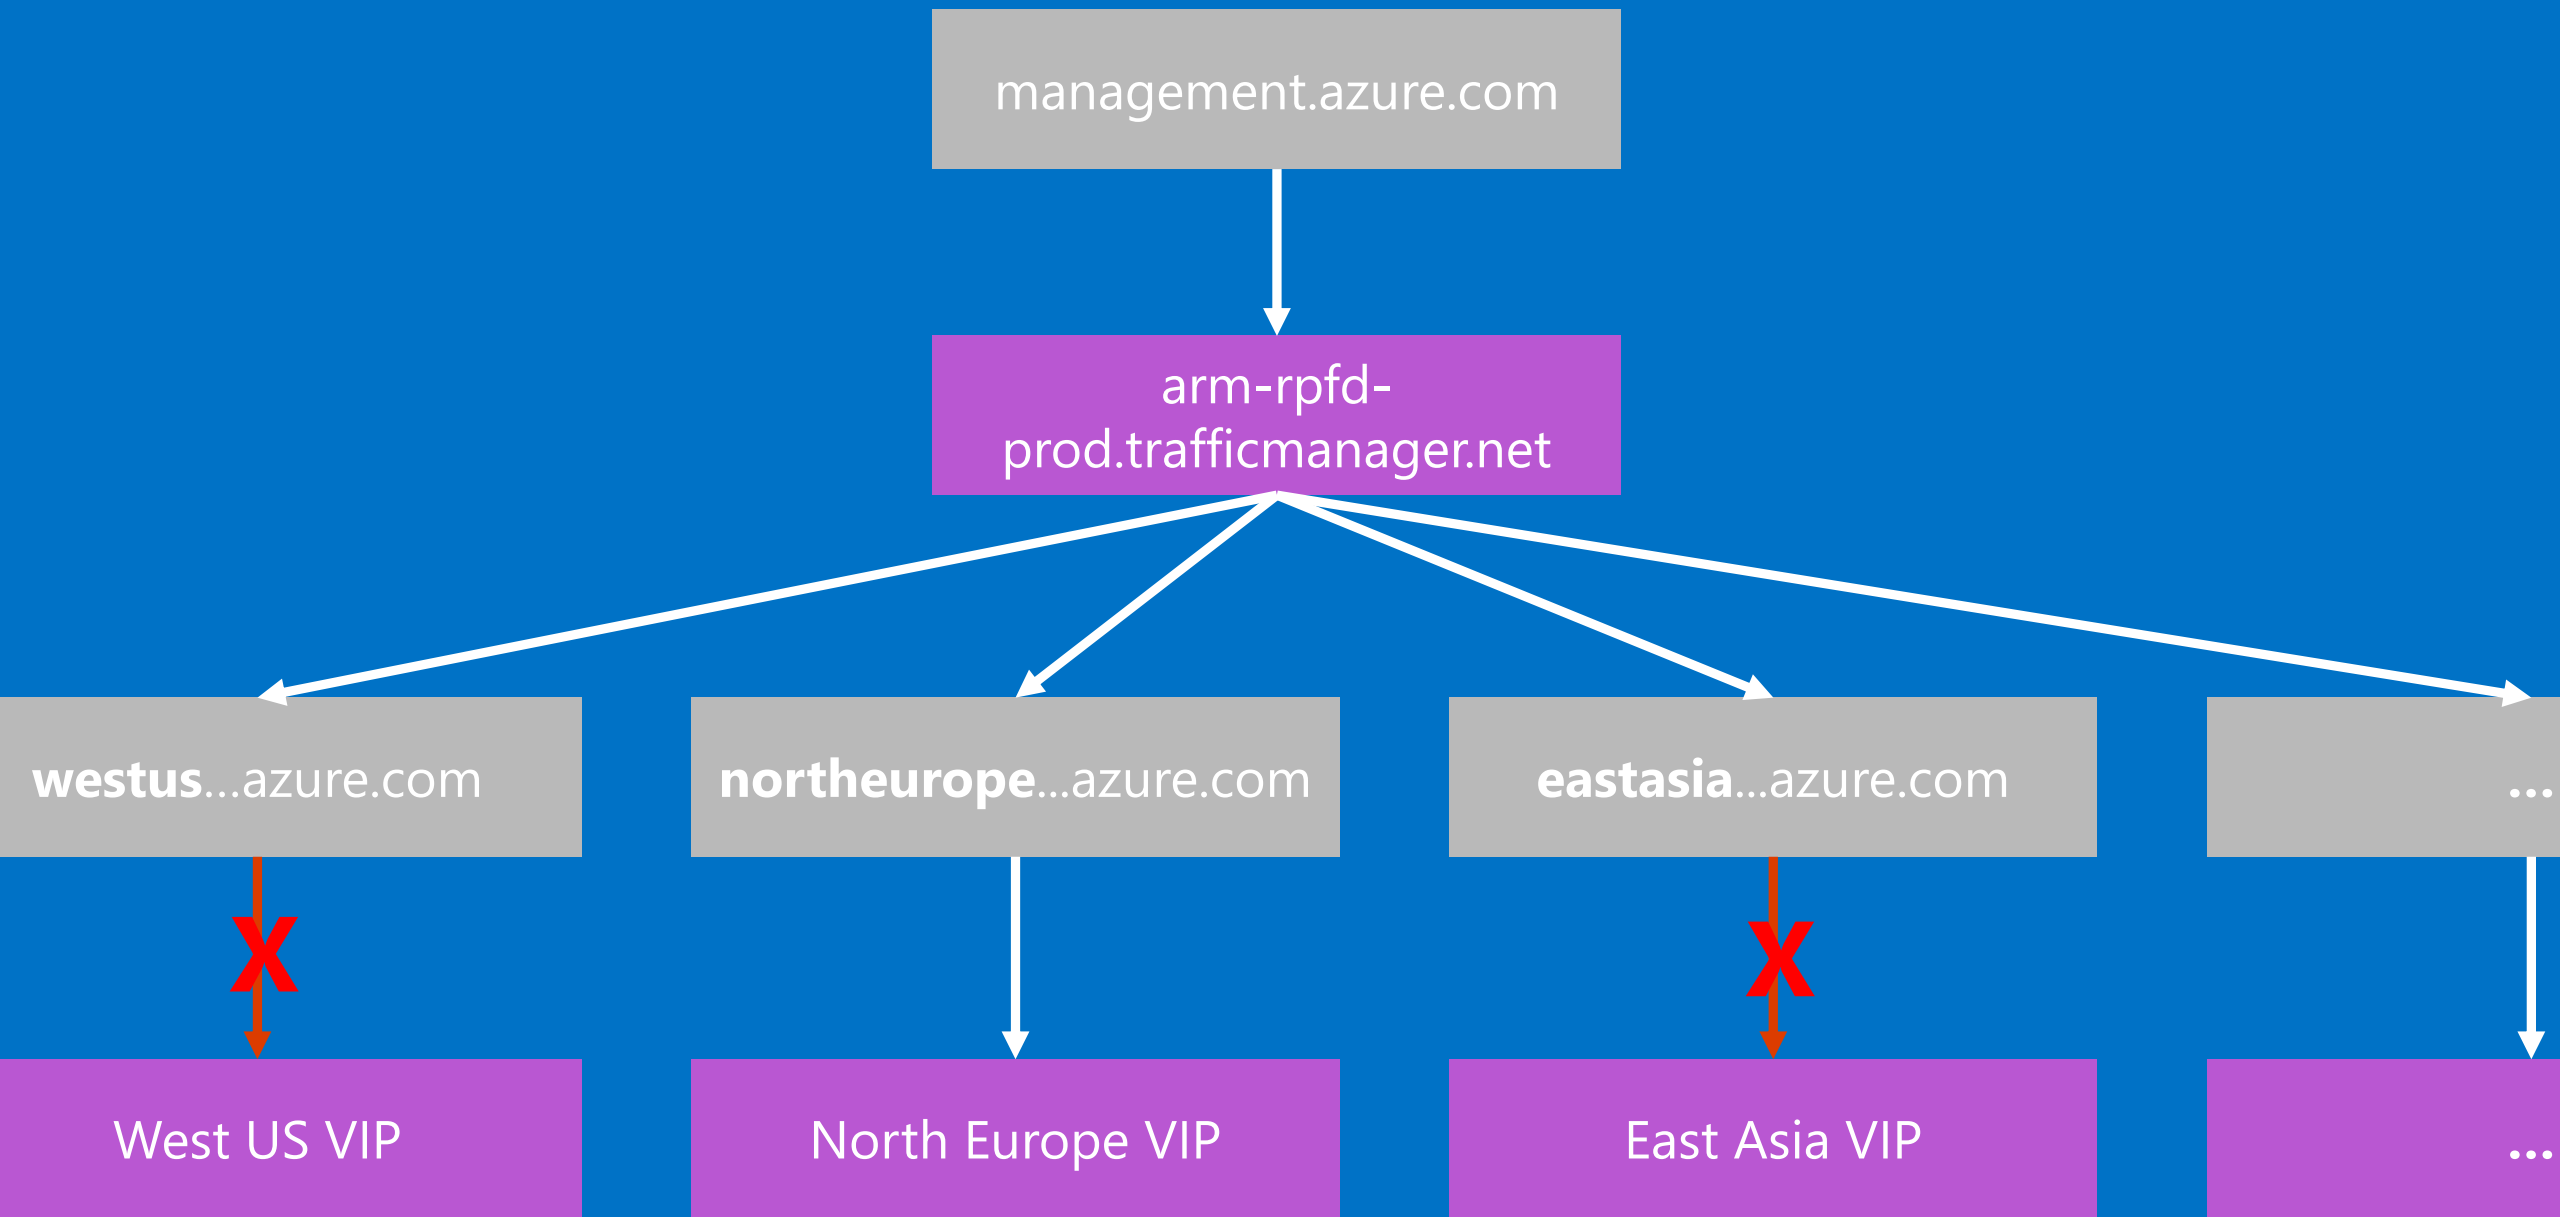 management.azure.com
arm-rpfd-
prod.trafficmanager.net
westus...azure.com
northeurope...azure.com
eastasia...azure.com
...
X
X
West US VIP
North Europe VIP
East Asia VIP
...